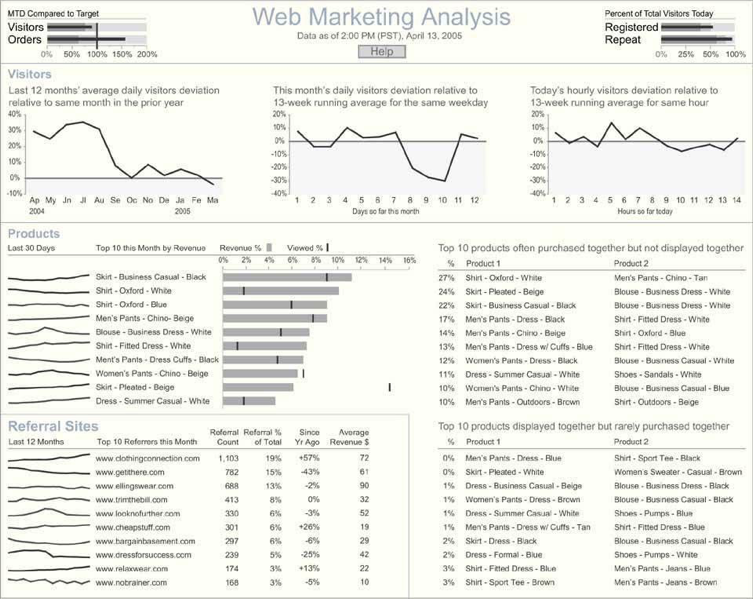 MTD Compared to Target
Visitors
Orders
0% 50% 100% 150% 200%
Web Marketing Analysis
Data as of 2:00 PM (PST), April 13, 2005
Help
Percent of Total Visitors Today
Registered
Repeat
0% 25% 50% 75% 100%
Visitors
Last 12 months' average daily visitors deviation
relative to same month in the prior year
40%
30%
20%
10%
0%
-10%
Ap My Jn Jl Au Sep Oc No De Ja Fe Ma
2004 2005
This month's daily visitors deviation relative to
13-week running average for the same weekday
20%
10%
0%
-10%
-20%
-30%
-40%
1 2 3 4 5 6 7 8 9 10 11 12
Days so far this month
Today's hourly visitors deviation relative to
13-week running average for same hour
20%
10%
0%
-10%
-20%
-30%
-40%
1 2 3 4 5 6 7 8 9 10 11 12 13 14
Hours so far today
Products
Last 30 Days Top 10 this Month by Revenue Revenue % Viewed %
0% 2% 4% 6% 8% 10% 12% 14% 16%
Skirt - Business Casual - Black
Shirt - Oxford - White
Shirt - Oxford - Blue
Men's Pants - Chino- Beige
Blouse - Business Dress - White
Shirt - Fitted Dress - White
Men's Pants - Dress Cuffs - Black
Women's Pants - Chino - Beige
Skirt - Pleated - Beige
Dress - Summer Casual - White
Top 10 products often purchased together but not displayed together
% Product 1 Product 2
27% Shirt - Oxford - White Men's Pants - Chino - Tan
24% Skirt - Pleated - Beige Blouse - Business Dress - White
22% Skirt - Business Casual - Black Blouse - Business Dress - White
17% Men's Pants - Dress - Black Shirt - Fitted Dress - White
14% Men's Pants - Chino - Beige Shirt - Oxford - Blue
13% Men's Pants - Dress w/ Cuffs - Blue Shirt - Fitted Dress - White
12% Women's Pants - Dress - Black Blouse - Business Casual - White
11% Dress - Summer Casual - White Shoes - Sandals - White
10% Women's Pants - Chino - White Blouse - Business Casual - Blue
10% Men's Pants - Outdoors - Brown Shirt - Outdoors - Beige
Referral Sites
Last 12 Months Top 10 Referrers this Month Referral Count Referral % of Total Since Yr Ago Average Revenue $
www.clothingconnection.com 1,103 19% +57% 72
www.getithere.com 782 15% -43% 61
www.ellingswear.com 688 13% -2% 90
www.trimthebill.com 413 8% 0% 32
www.looknofurther.com 330 6% -3% 52
www.cheapstuff.com 301 6% +26% 19
www.bargainbasement.com 297 6% -6% 29
www.dressforsuccess.com 239 5% -25% 42
www.relaxwear.com 174 3% +13% 22
www.nobrainer.com 168 3% -5% 10
Top 10 products displayed together but rarely purchased together
% Product 1 Product 2
0% Men's Pants - Dress - Blue Shirt - Sport Tee - Black
0% Skirt - Pleated - White Women's Sweater - Casual - Brown
1% Dress - Business Casual - Beige Blouse - Business Dress - Black
1% Women's Pants - Dress - Brown Blouse - Business Casual - Black
1% Dress - Summer Casual - White Shoes - Pumps - Blue
1% Men's Pants - Dress w/ Cuffs - Tan Shirt - Fitted Dress - Blue
2% Skirt - Dress - Black Blouse - Business Casual - Black
2% Dress - Formal - Blue Shoes - Pumps - White
3% Shirt - Fitted Dress - Blue Men's Pants - Jeans - Blue
3% Shirt - Sport Tee - Brown Men's Pants - Jeans - Black